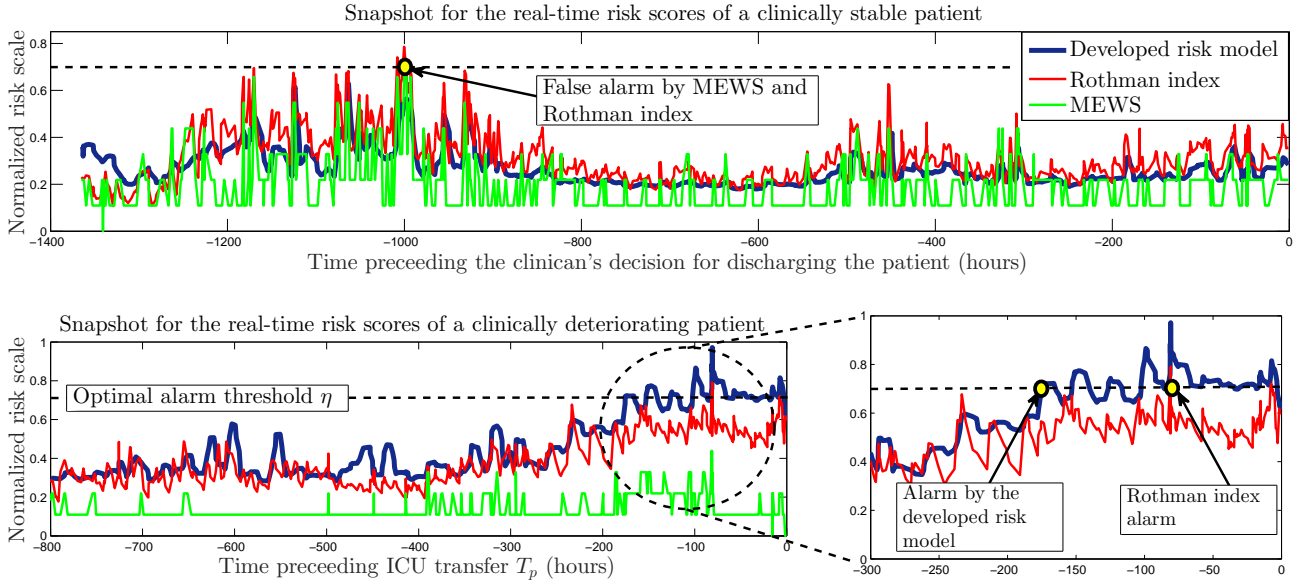 Snapshot for the real-time risk scores of a clinically stable patient
Normalized risk scale
0.8
0.6
0.4
0.2
0
False alarm by MEWS and
Rothman index
Developed risk model
Rothman index
MEWS
−1400 −1200 −1000 −800 −600 −400 −200 0
Time preceeding the clinican's decision for discharging the patient (hours)
Snapshot for the real-time risk scores of a clinically deteriorating patient
Normalized risk scale
1
0.8
0.6
0.4
0.2
0
Optimal alarm threshold η
−800 −700 −600 −500 −400 −300 −200 −100 0
Time preceeding ICU transfer Tp (hours)
1
0.8
0.6
0.4
0.2
0
Alarm by the
developed risk
model
Rothman index
alarm
−300 −250 −200 −150 −100 −50 0